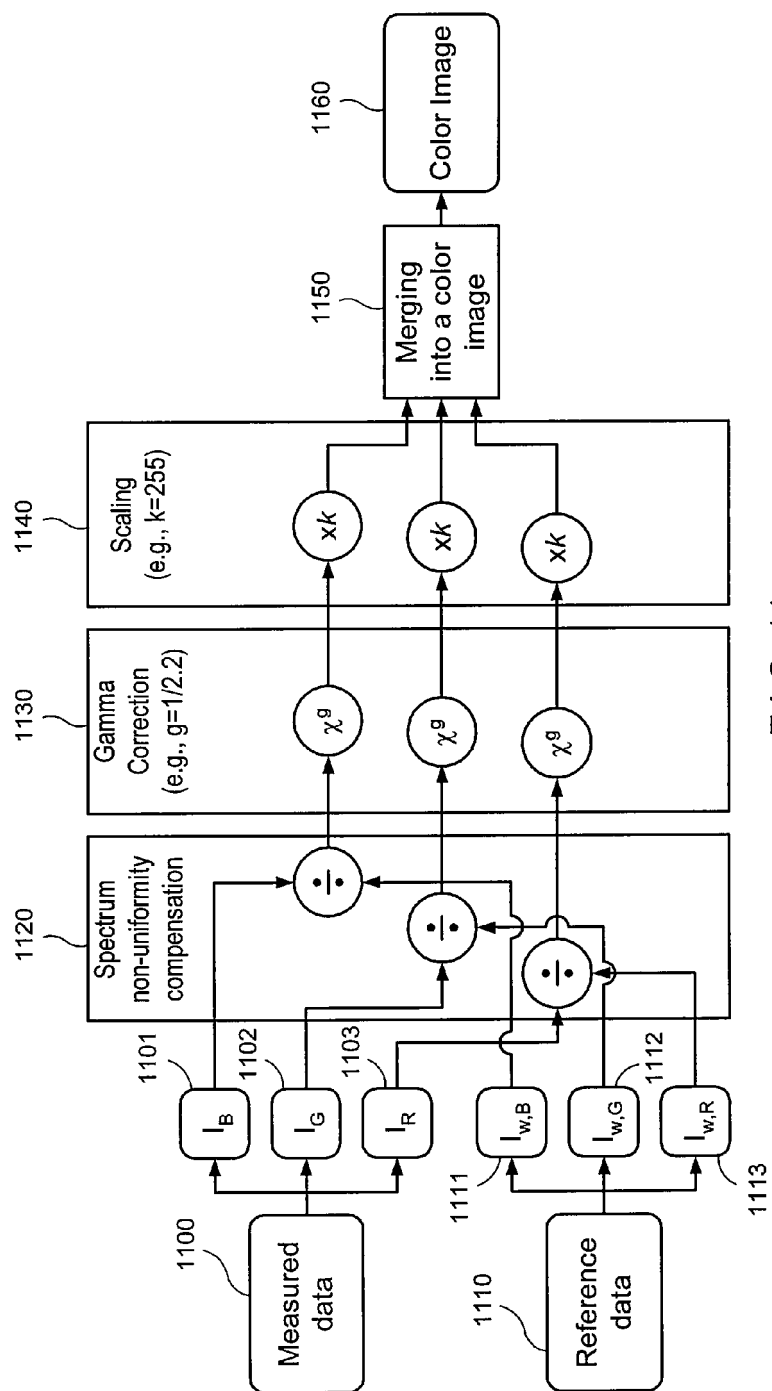 1100
Measured
data
1101
I_B
1102
I_G
1103
I_R
1110
Reference
data
1111
I_w,B
1112
I_w,G
1113
I_w,R
1120
Spectrum
non-uniformity
compensation
÷
÷
÷
1130
Gamma
Correction
(e.g., g=1/2.2)
χ^g
χ^g
χ^g
1140
Scaling
(e.g., k=255)
xk
xk
xk
1150
Merging
into a color
image
1160
Color Image